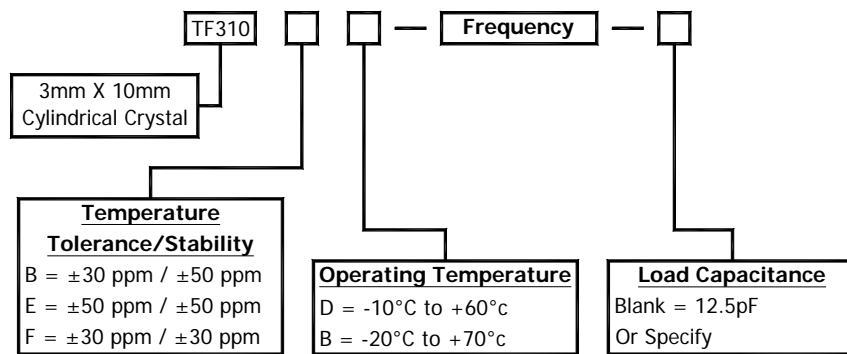 TF310
Frequency
3mm X 10mm
Cylindrical Crystal
Temperature
Tolerance/Stability
B = ±30 ppm / ±50 ppm
E = ±50 ppm / ±50 ppm
F = ±30 ppm / ±30 ppm
Operating Temperature
D = -10°C to +60°c
B = -20°C to +70°c
Load Capacitance
Blank = 12.5pF
Or Specify